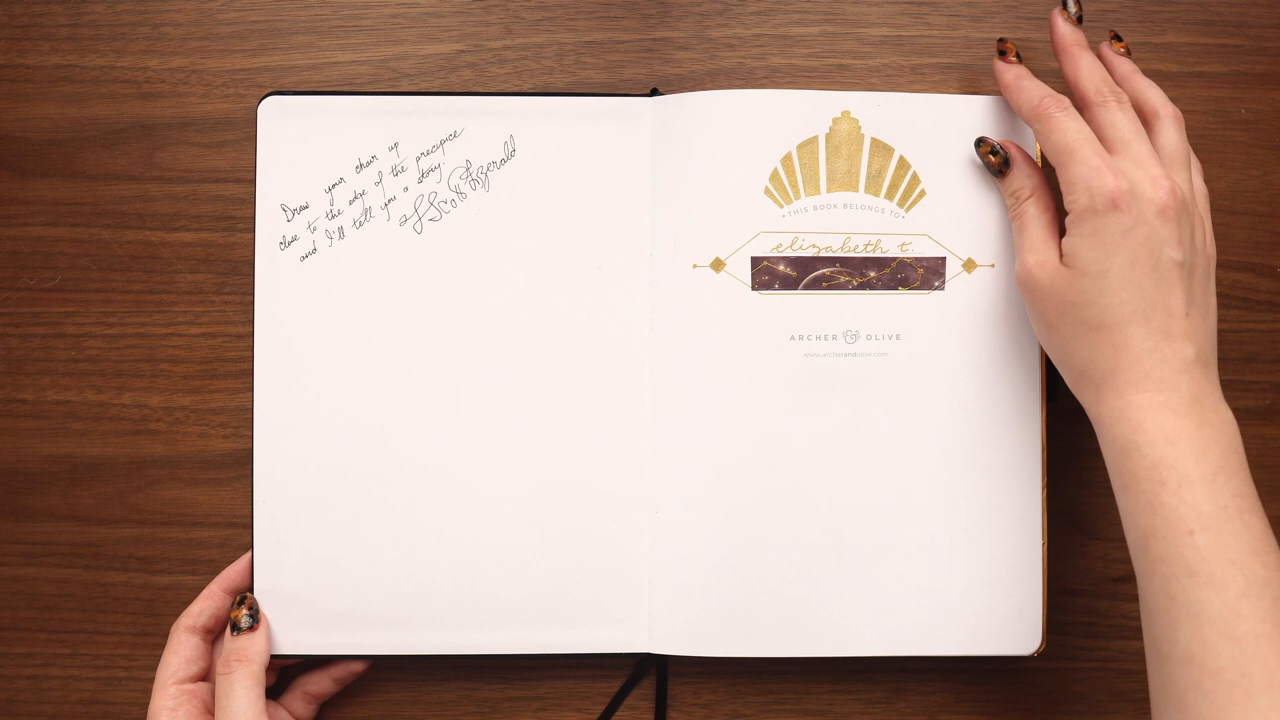 Draw your chair up
close to the edge of the precipice
and I'll tell you a story.
F Scott Fitzgerald
THIS BOOK BELONGS TO
elizabeth t.
ARCHER & OLIVE
www.archerandolive.com